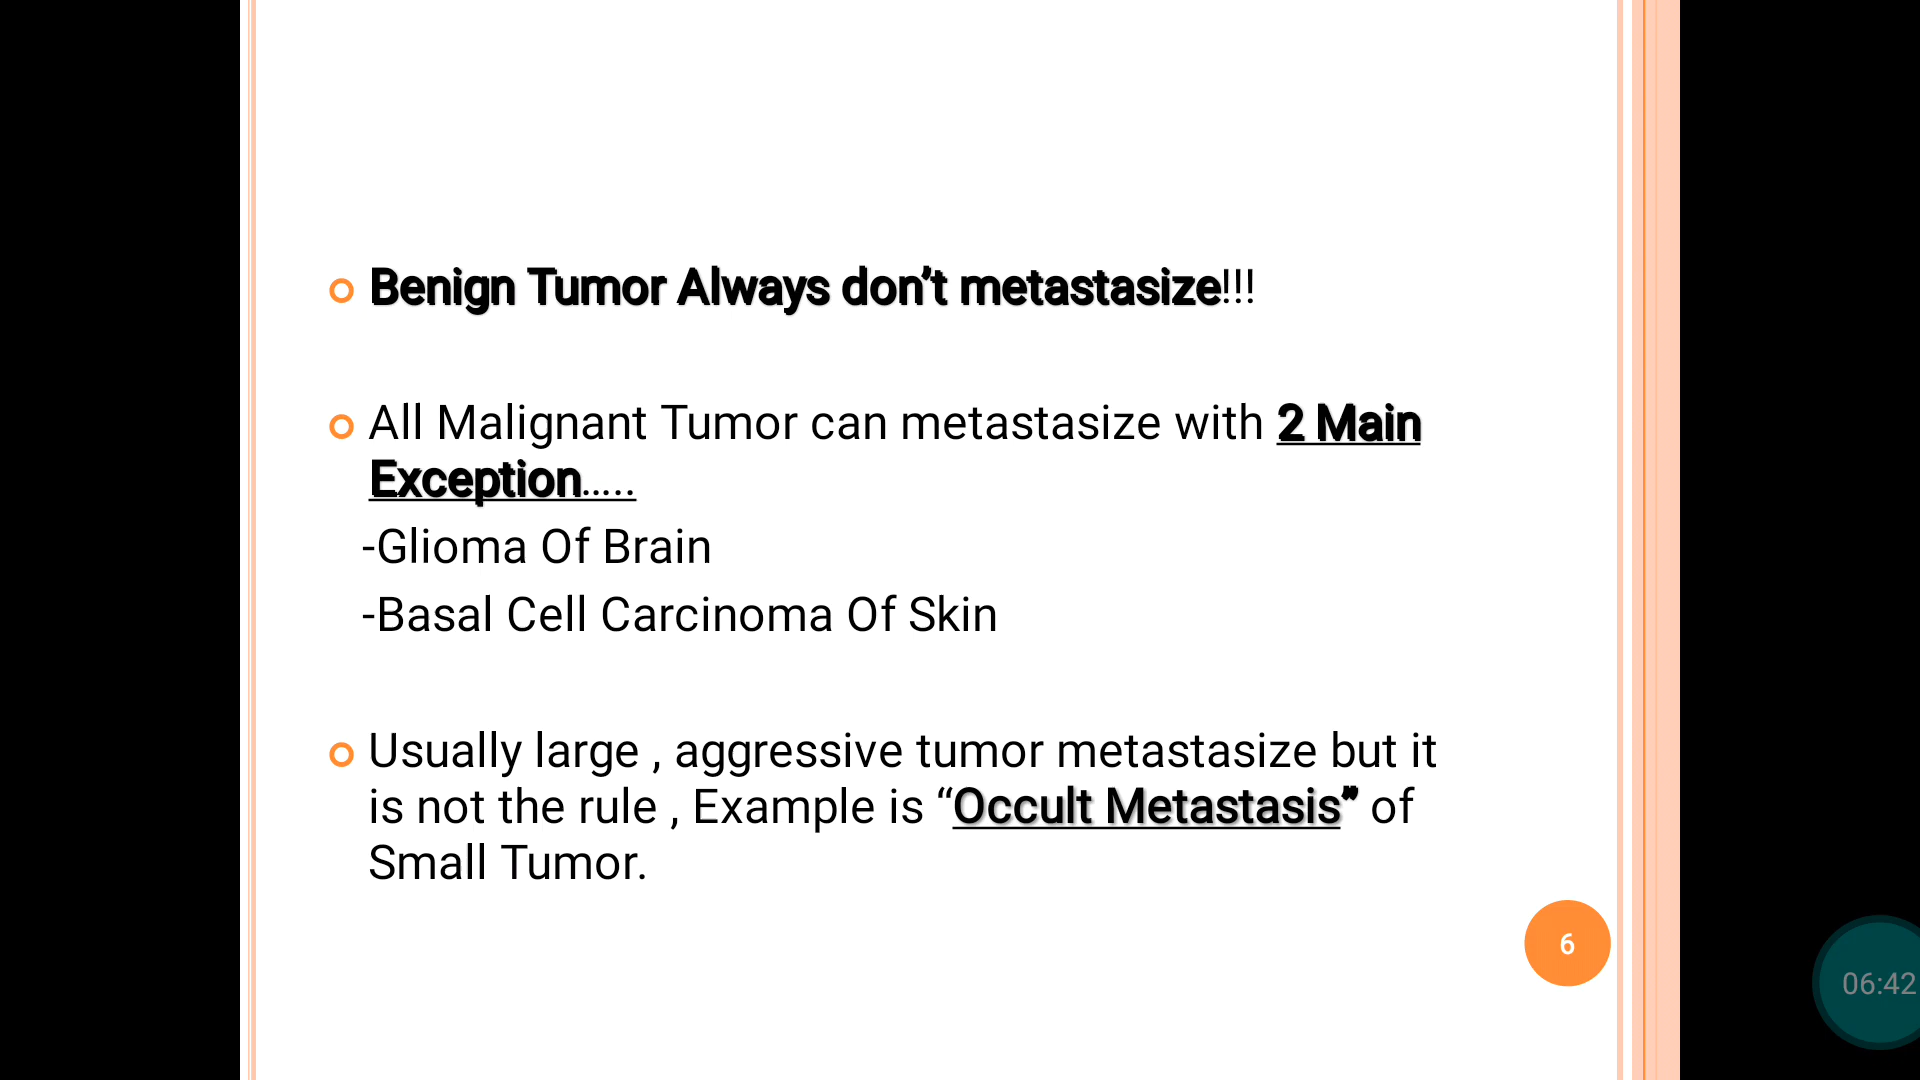 Benign Tumor Always don’t metastasize!!!
All Malignant Tumor can metastasize with 2 Main
Exception.....
-Glioma Of Brain
-Basal Cell Carcinoma Of Skin
Usually large , aggressive tumor metastasize but it
is not the rule , Example is “Occult Metastasis” of
Small Tumor.
6
06:42